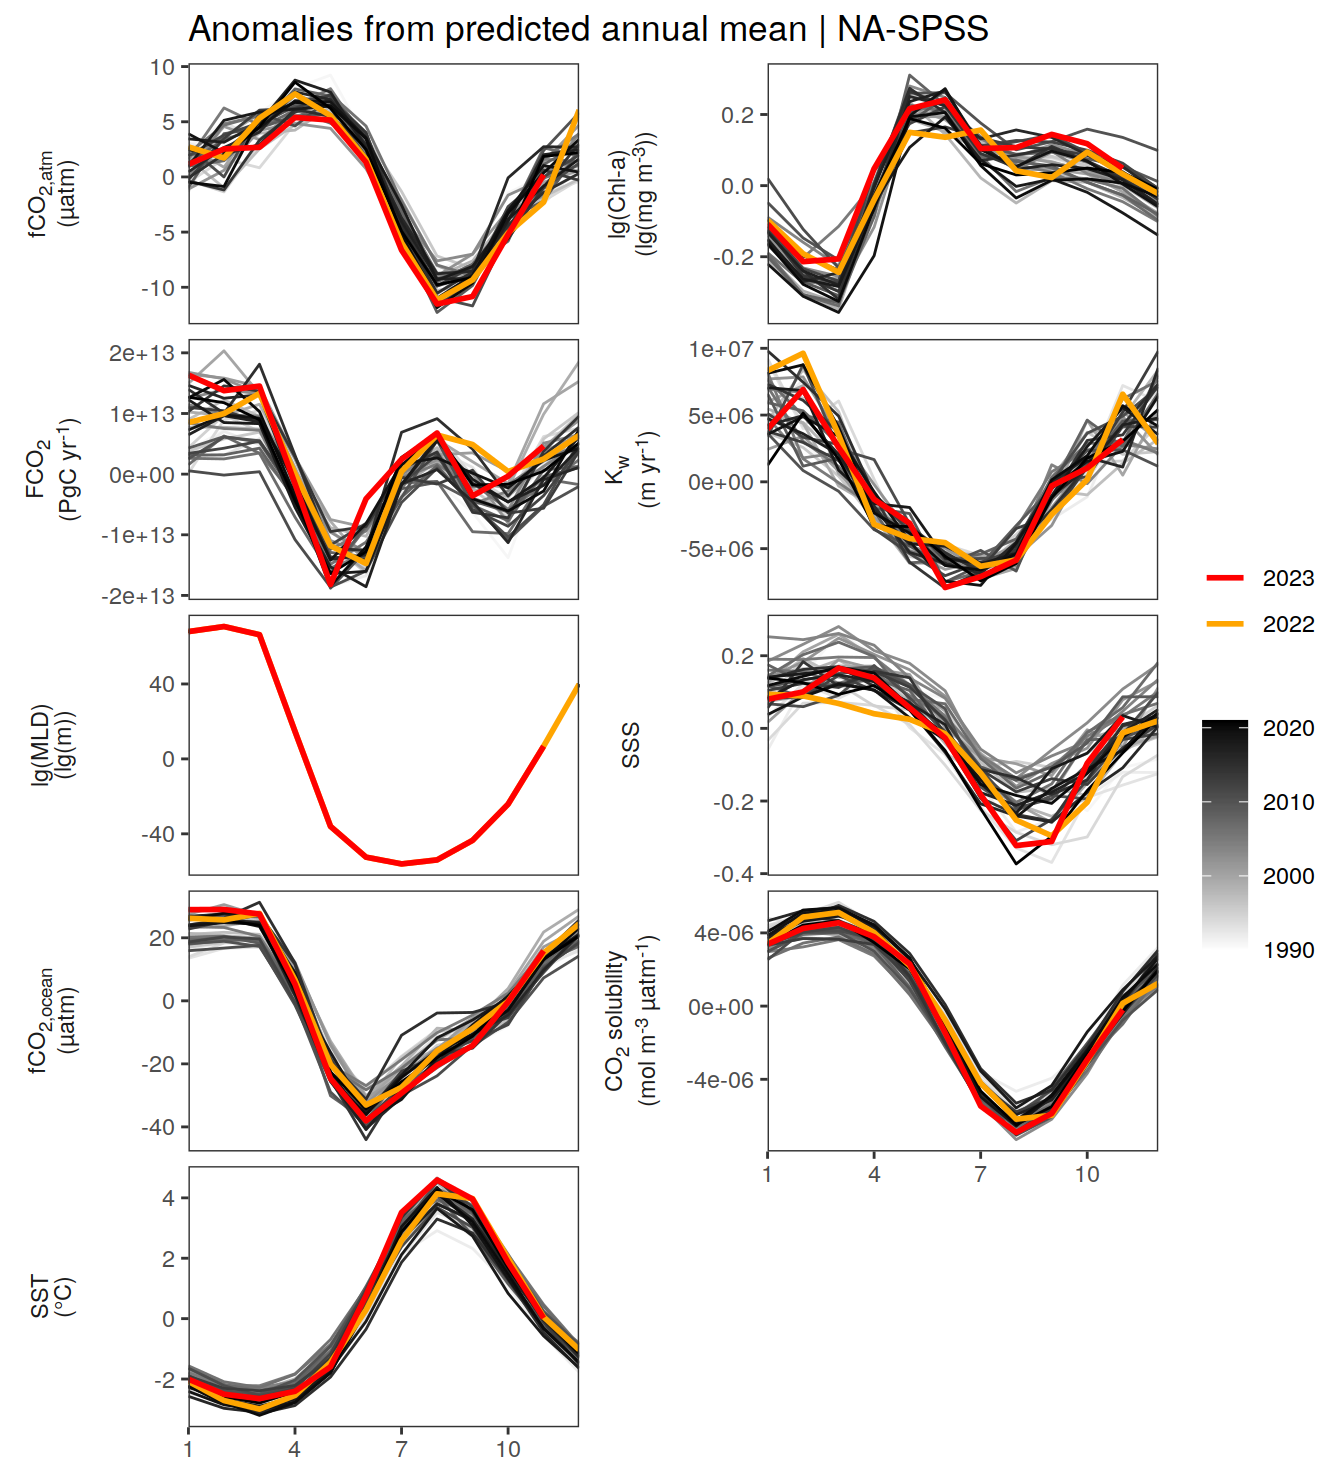 Anomalies from predicted annual mean | NA-SPSS
fCO2,atm
(µatm)
10
5
0
-5
-10
lg(Chl-a)
(lg(mg m-3))
0.2
0.0
-0.2
FCO2
(PgC yr-1)
2e+13
1e+13
0e+00
-1e+13
-2e+13
Kw
(m yr-1)
1e+07
5e+06
0e+00
-5e+06
lg(MLD)
(lg(m))
40
0
-40
SSS
0.2
0.0
-0.2
-0.4
fCO2,ocean
(µatm)
20
0
-20
-40
CO2 solubility
(mol m-3 µatm-1)
4e-06
0e+00
-4e-06
1
4
7
10
SST
(°C)
4
2
0
-2
1
4
7
10
2023
2022
2020
2010
2000
1990